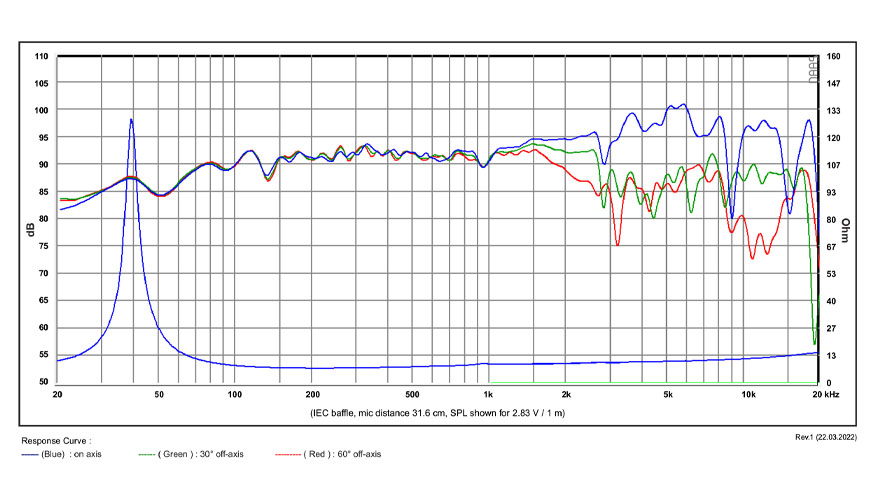 110 160
105 147
100 133
95 120
90 107
85 93
80 80
75 67
70 53
65 40
60 27
55 13
50 0
dB
Ohm
20 50 100 200 500 1k 2k 5k 10k 20 kHz
(IEC baffle, mic distance 31.6 cm, SPL shown for 2.83 V / 1 m)
Rev.1 (22.03.2022)
Response Curve :
(Blue) : on axis ( Green ) : 30° off-axis ( Red ) : 60° off-axis